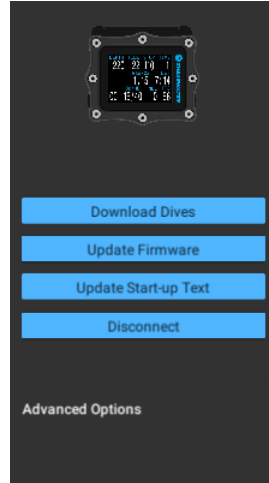 Download Dives
Update Firmware
Update Start-up Text
Disconnect
Advanced Options